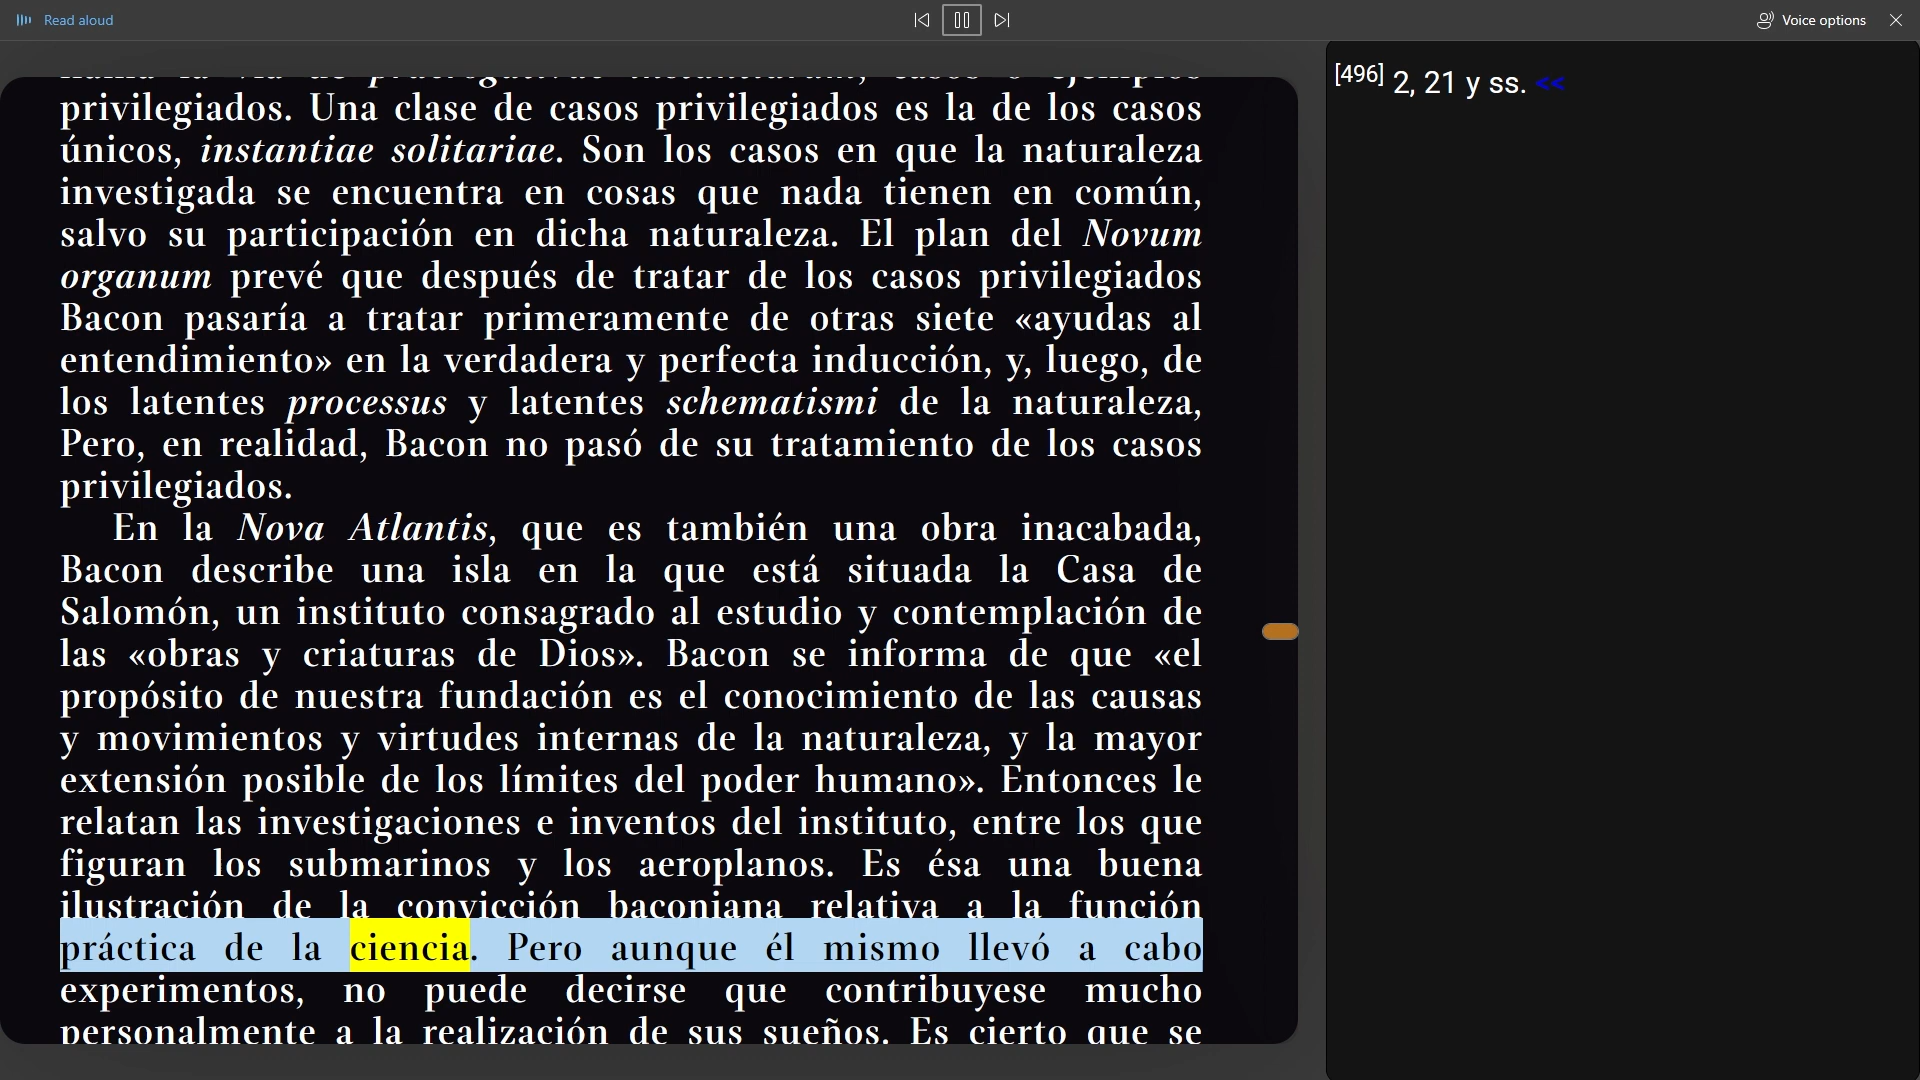 Read aloud
Voice options
privilegiados. Una clase de casos privilegiados es la de los casos
únicos, instantiae solitariae. Son los casos en que la naturaleza
investigada se encuentra en cosas que nada tienen en común,
salvo su participación en dicha naturaleza. El plan del Novum
organum prevé que después de tratar de los casos privilegiados
Bacon pasaría a tratar primeramente de otras siete «ayudas al
entendimiento» en la verdadera y perfecta inducción, y, luego, de
los latentes processus y latentes schematismi de la naturaleza,
Pero, en realidad, Bacon no pasó de su tratamiento de los casos
privilegiados.
En la Nova Atlantis, que es también una obra inacabada,
Bacon describe una isla en la que está situada la Casa de
Salomón, un instituto consagrado al estudio y contemplación de
las «obras y criaturas de Dios». Bacon se informa de que «el
propósito de nuestra fundación es el conocimiento de las causas
y movimientos y virtudes internas de la naturaleza, y la mayor
extensión posible de los límites del poder humano». Entonces le
relatan las investigaciones e inventos del instituto, entre los que
figuran los submarinos y los aeroplanos. Es ésa una buena
ilustración de la convicción baconiana relativa a la función
práctica de la ciencia. Pero aunque él mismo llevó a cabo
experimentos, no puede decirse que contribuyese mucho
personalmente a la realización de sus sueños. Es cierto que se
[496] 2, 21 y ss. <<